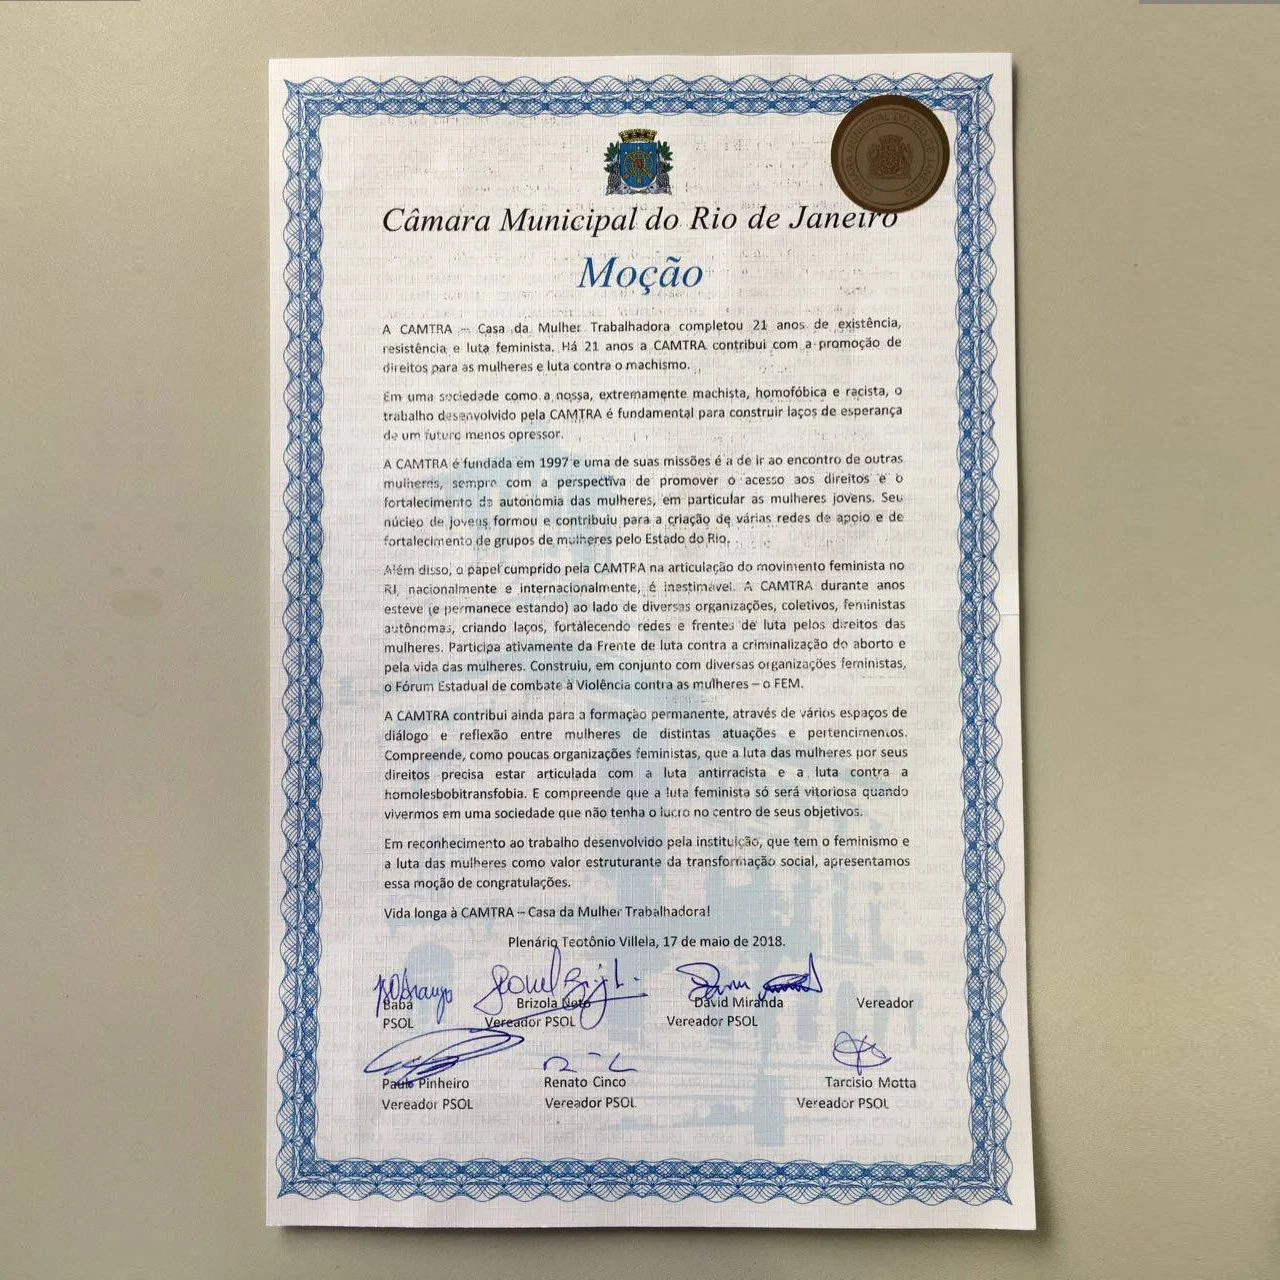 CÂMARA MUNICIPAL DO RIO DE JANEIRO
Câmara Municipal do Rio de Janeiro
Moção
A CAMTRA – Casa da Mulher Trabalhadora completou 21 anos de existência,
resistência e luta feminista. Há 21 anos a CAMTRA contribui com a promoção de
direitos para as mulheres e luta contra o machismo.
Em uma sociedade como a nossa, extremamente machista, homofóbica e racista, o
trabalho desenvolvido pela CAMTRA é fundamental para construir laços de esperança
de um futuro menos opressor.
A CAMTRA é fundada em 1997 e uma de suas missões é a de ir ao encontro de outras
mulheres, sempre com a perspectiva de promover o acesso aos direitos e o
fortalecimento da autonomia das mulheres, em particular as mulheres jovens. Seu
núcleo de jovens formou e contribuiu para a criação de várias redes de apoio e de
fortalecimento de grupos de mulheres pelo Estado do Rio.
Além disso, o papel cumprido pela CAMTRA na articulação do movimento feminista no
RJ, nacionalmente e internacionalmente, é inestimável. A CAMTRA durante anos
esteve (e permanece estando) ao lado de diversas organizações, coletivos, feministas
autônomas, criando laços, fortalecendo redes e frentes de luta pelos direitos das
mulheres. Participa ativamente da Frente de luta contra a criminalização do aborto e
pela vida das mulheres. Construiu, em conjunto com diversas organizações feministas,
o Fórum Estadual de combate à Violência contra as mulheres – o FEM.
A CAMTRA contribui ainda para a formação permanente, através de vários espaços de
diálogo e reflexão entre mulheres de distintas atuações e pertencimentos.
Compreende, como poucas organizações feministas, que a luta das mulheres por seus
direitos precisa estar articulada com a luta antirracista e a luta contra a
homolesbobitransfobia. E compreende que a luta feminista só será vitoriosa quando
vivermos em uma sociedade que não tenha o lucro no centro de seus objetivos.
Em reconhecimento ao trabalho desenvolvido pela instituição, que tem o feminismo e
a luta das mulheres como valor estruturante da transformação social, apresentamos
essa moção de congratulações.
Vida longa à CAMTRA – Casa da Mulher Trabalhadora!
Plenário Teotônio Villela, 17 de maio de 2018.
Babá Brizola Neto David Miranda Vereador
PSOL Vereador PSOL Vereador PSOL
Paulo Pinheiro Renato Cinco Tarcisio Motta
Vereador PSOL Vereador PSOL Vereador PSOL